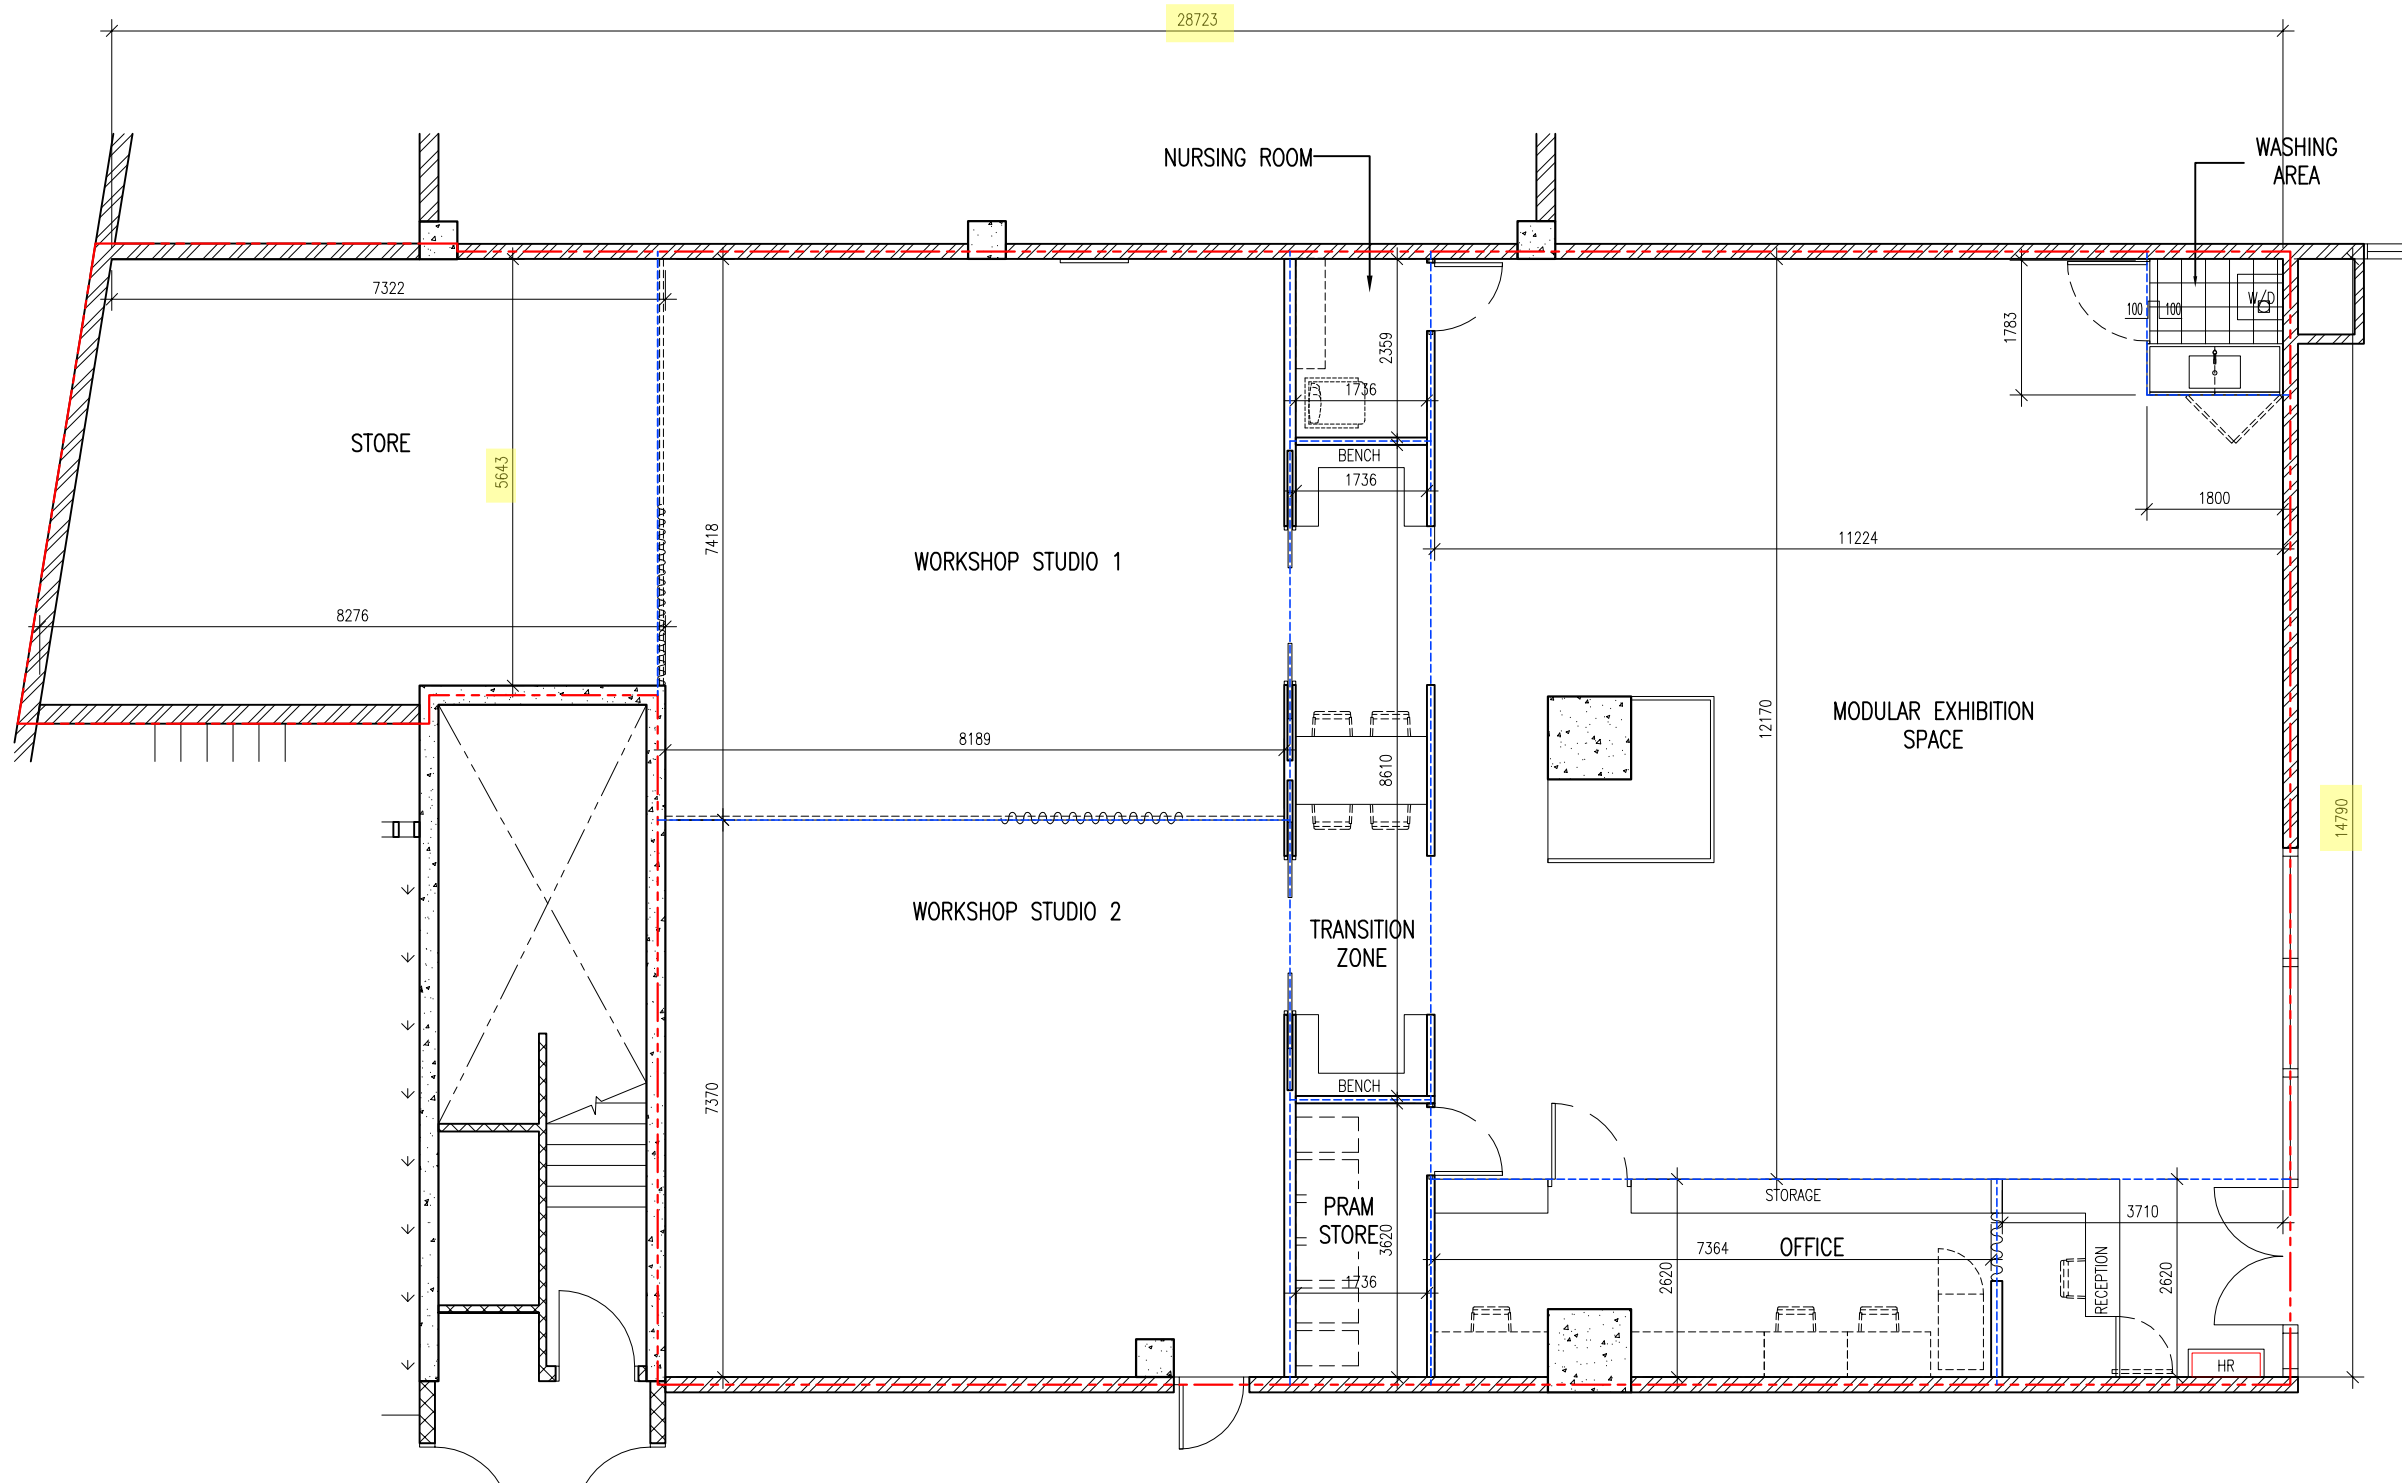 28723
NURSING ROOM
WASHING
AREA
7322
W/D
100
100
1783
2359
1736
STORE
BENCH
5643
1736
1800
7418
11224
WORKSHOP STUDIO 1
8276
MODULAR EXHIBITION
SPACE
12170
8189
8610
14790
WORKSHOP STUDIO 2
TRANSITION
ZONE
BENCH
7370
STORAGE
PRAM
STORE
3710
3620
7364
OFFICE
2620
RECEPTION
2620
1736
HR